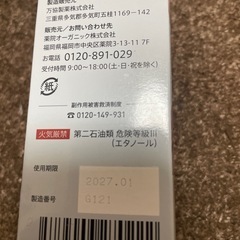 製造販売元
万協製薬株式会社
三重県多気郡多気町五桂1169-142
販売元/お問い合わせ先
薬院オーガニック株式会社
福岡県福岡市中央区薬院3-13-11 7F
お電話 0120-891-029
受付時間 9:00~18:00(土・日・祝を除く)
紙
副作用被害救済制度
0120-149-931
火気厳禁 第二石油類 危険等級Ⅲ
(エタノール)
使用期限 2027.01
製造番号 G121